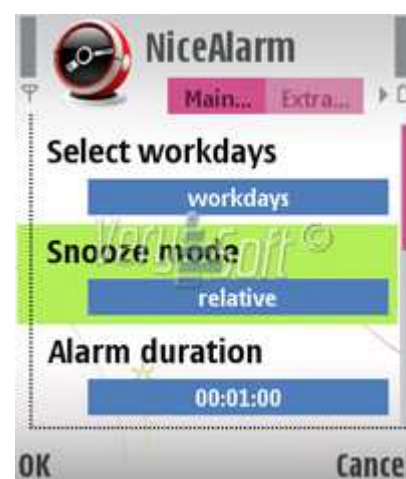 NiceAlarm
Main... Extra...
Select workdays
workdays
Snooze mode
relative
Alarm duration
00:01:00
OK Cance